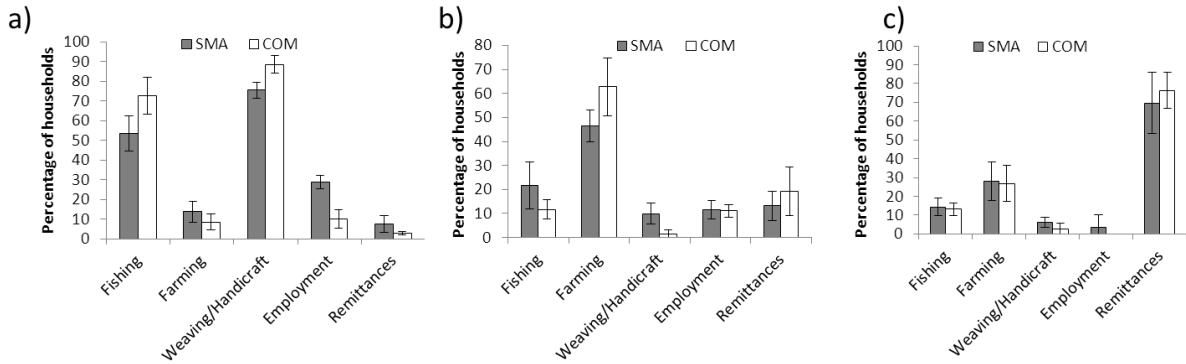 a)
SMA COM
Percentage of households
100
90
80
70
60
50
40
30
20
10
0
Fishing
Farming
Weaving/Handicraft
Employment
Remittances
b)
SMA COM
Percentage of households
80
70
60
50
40
30
20
10
0
Fishing
Farming
Weaving/Handicraft
Employment
Remittances
c)
SMA COM
Percentage of households
100
90
80
70
60
50
40
30
20
10
0
Fishing
Farming
Weaving/Handicraft
Employment
Remittances